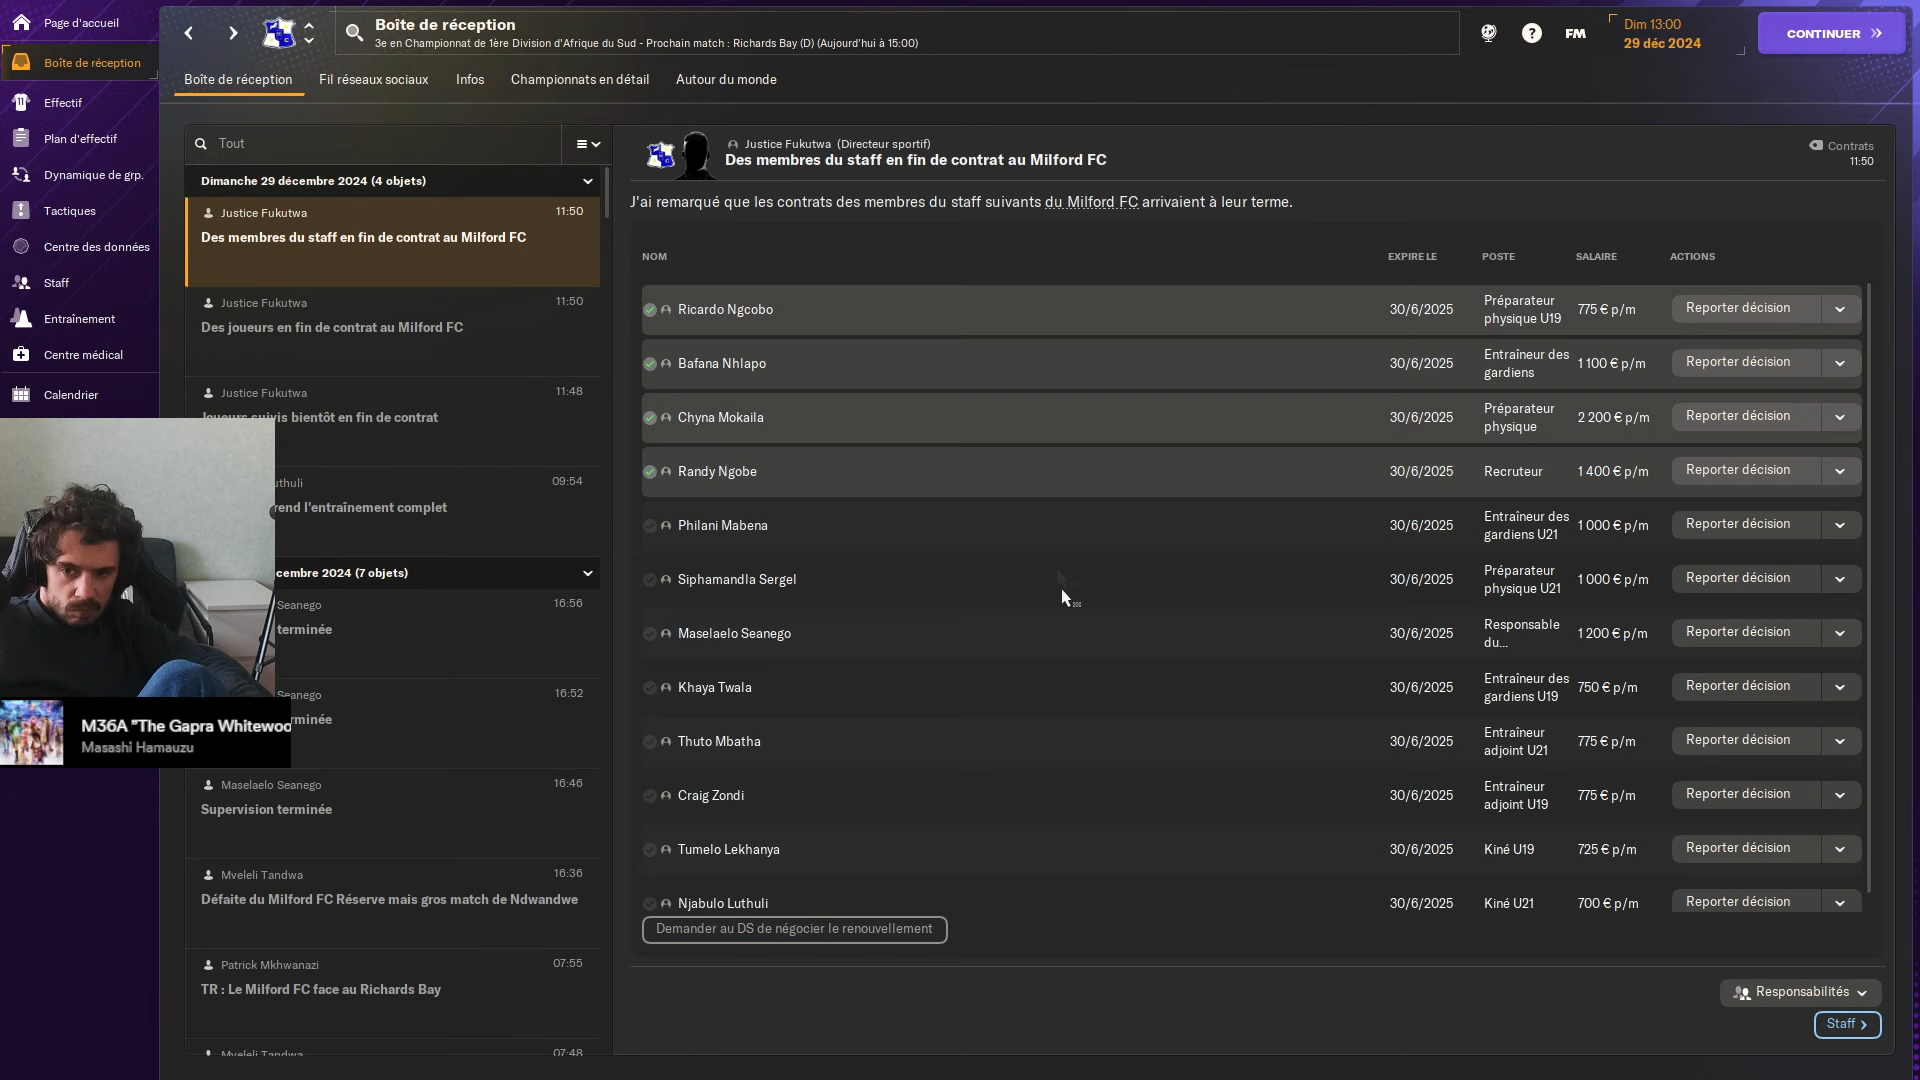 Page d'accueil
Boîte de réception
Effectif
Plan d'effectif
Dynamique de grp.
Tactiques
Centre des données
Staff
Entraînement
Centre médical
Calendrier
Boîte de réception
3e en Championnat de 1ère Division d'Afrique du Sud - Prochain match : Richards Bay (D) (Aujourd'hui à 15:00)
FM
Dim 13:00
29 déc 2024
CONTINUER
Boîte de réception
Fil réseaux sociaux
Infos
Championnats en détail
Autour du monde
Tout
Dimanche 29 décembre 2024 (4 objets)
Justice Fukutwa 11:50
Des membres du staff en fin de contrat au Milford FC
Justice Fukutwa 11:50
Des joueurs en fin de contrat au Milford FC
Justice Fukutwa 11:48
Joueurs suivis bientôt en fin de contrat
uthuli 09:54
rend l'entraînement complet
cembre 2024 (7 objets)
Seanego 16:56
terminée
Seanego 16:52
terminée
Maselaelo Seanego 16:46
Supervision terminée
Mveleli Tandwa 16:36
Défaite du Milford FC Réserve mais gros match de Ndwandwe
Patrick Mkhwanazi 07:55
TR : Le Milford FC face au Richards Bay
Mveleli Tandwa 07:48
M36A "The Gapra Whitewoo
Masashi Hamauzu
Justice Fukutwa (Directeur sportif)
Des membres du staff en fin de contrat au Milford FC
Contrats
11:50
J'ai remarqué que les contrats des membres du staff suivants du Milford FC arrivaient à leur terme.
NOM EXPIRE LE POSTE SALAIRE ACTIONS
Ricardo Ngcobo 30/6/2025 Préparateur physique U19 775 € p/m Reporter décision
Bafana Nhlapo 30/6/2025 Entraîneur des gardiens 1 100 € p/m Reporter décision
Chyna Mokaila 30/6/2025 Préparateur physique 2 200 € p/m Reporter décision
Randy Ngobe 30/6/2025 Recruteur 1 400 € p/m Reporter décision
Philani Mabena 30/6/2025 Entraîneur des gardiens U21 1 000 € p/m Reporter décision
Siphamandla Sergel 30/6/2025 Préparateur physique U21 1 000 € p/m Reporter décision
Maselaelo Seanego 30/6/2025 Responsable du... 1 200 € p/m Reporter décision
Khaya Twala 30/6/2025 Entraîneur des gardiens U19 750 € p/m Reporter décision
Thuto Mbatha 30/6/2025 Entraîneur adjoint U21 775 € p/m Reporter décision
Craig Zondi 30/6/2025 Entraîneur adjoint U19 775 € p/m Reporter décision
Tumelo Lekhanya 30/6/2025 Kiné U19 725 € p/m Reporter décision
Njabulo Luthuli 30/6/2025 Kiné U21 700 € p/m Reporter décision
Demander au DS de négocier le renouvellement
Responsabilités
Staff